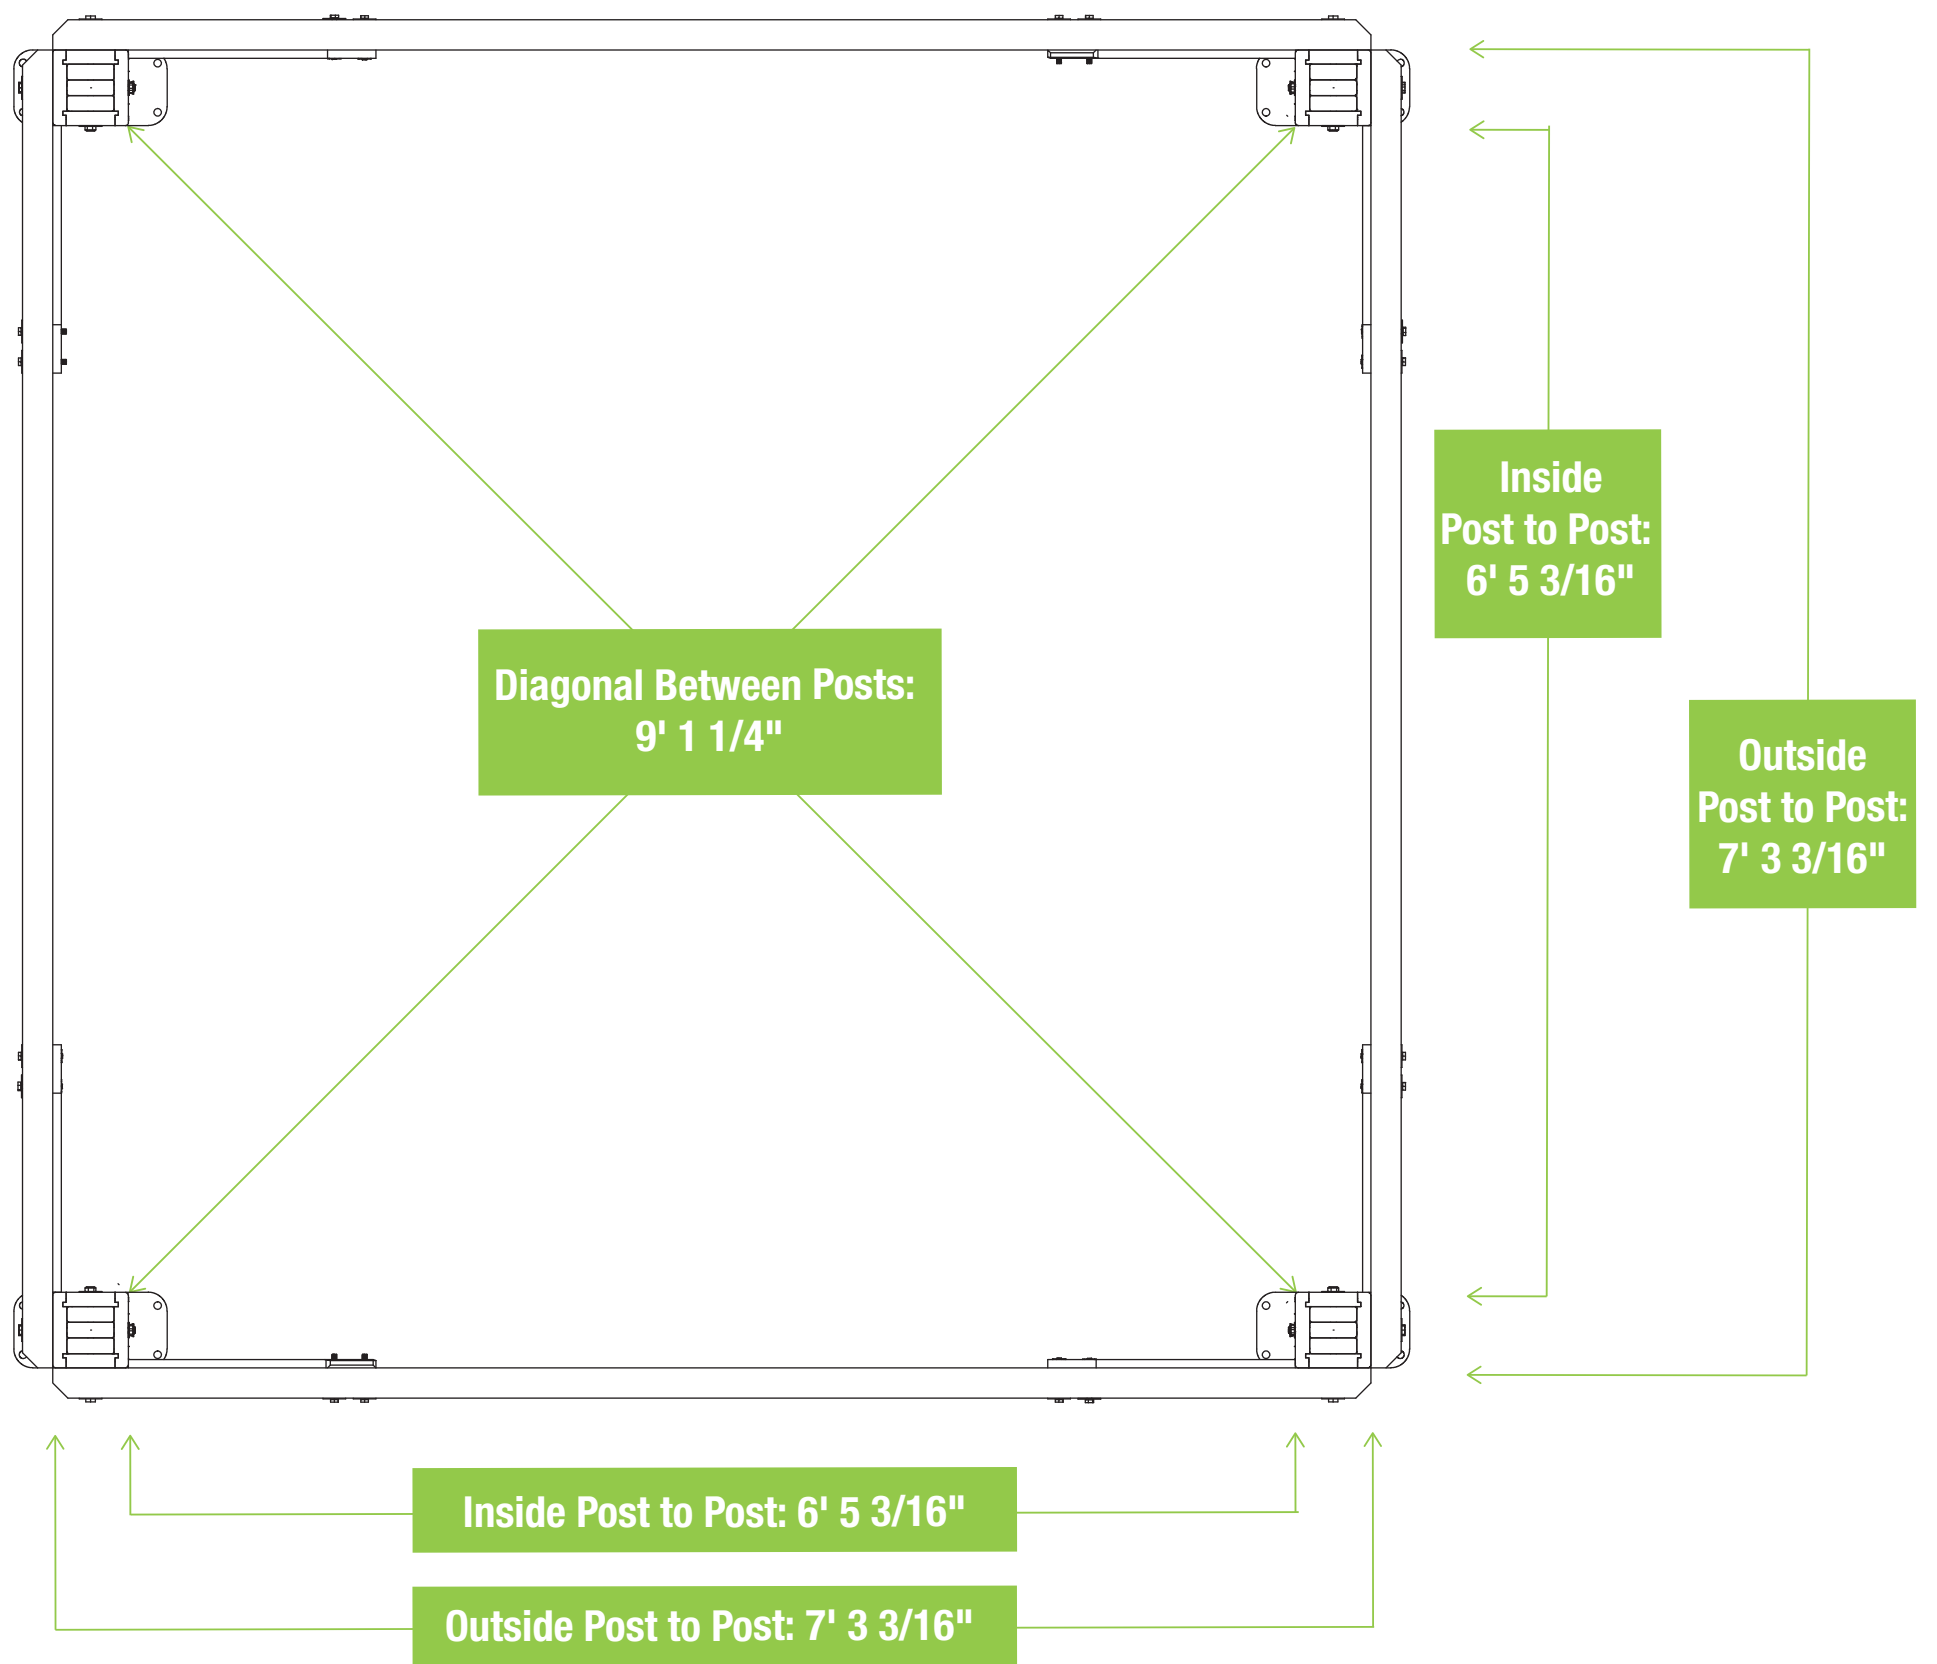 Inside
Post to Post:
6' 5 3/16"
Diagonal Between Posts:
9' 1 1/4"
Outside
Post to Post:
7' 3 3/16"
Inside Post to Post: 6' 5 3/16"
Outside Post to Post: 7' 3 3/16"